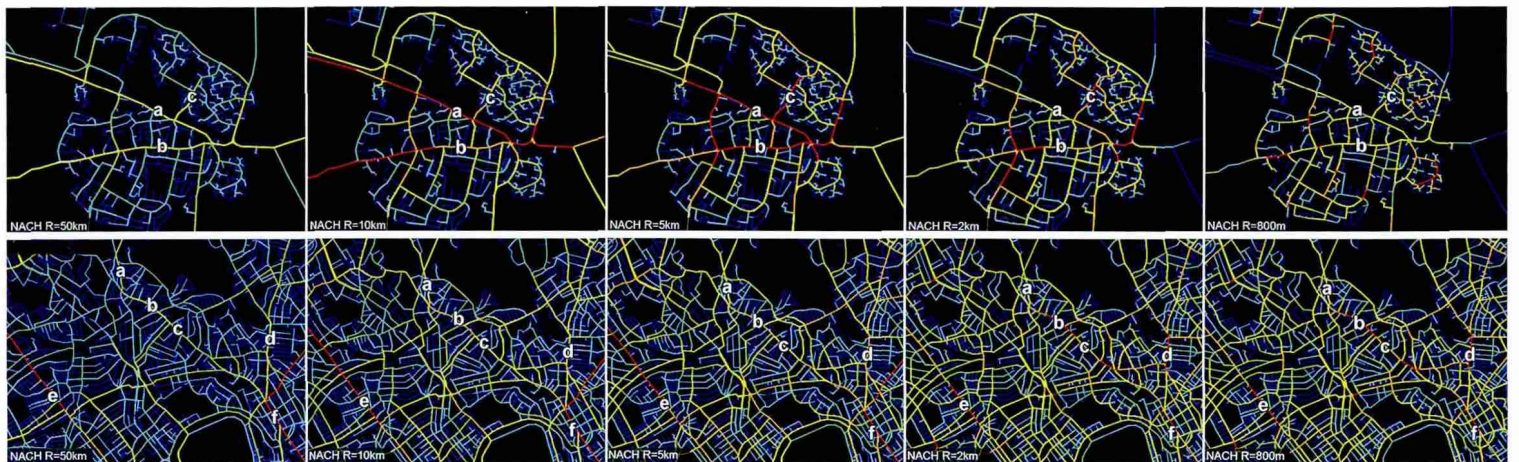 a
b
c
NACH R=50km
a
b
c
NACH R=10km
a
b
c
NACH R=5km
a
b
c
NACH R=2km
a
b
c
NACH R=800m
a
b
c
d
e
f
NACH R=50km
a
b
c
d
e
f
NACH R=10km
a
b
c
d
e
f
NACH R=5km
a
b
c
d
e
f
NACH R=2km
a
b
c
d
e
f
NACH R=800m